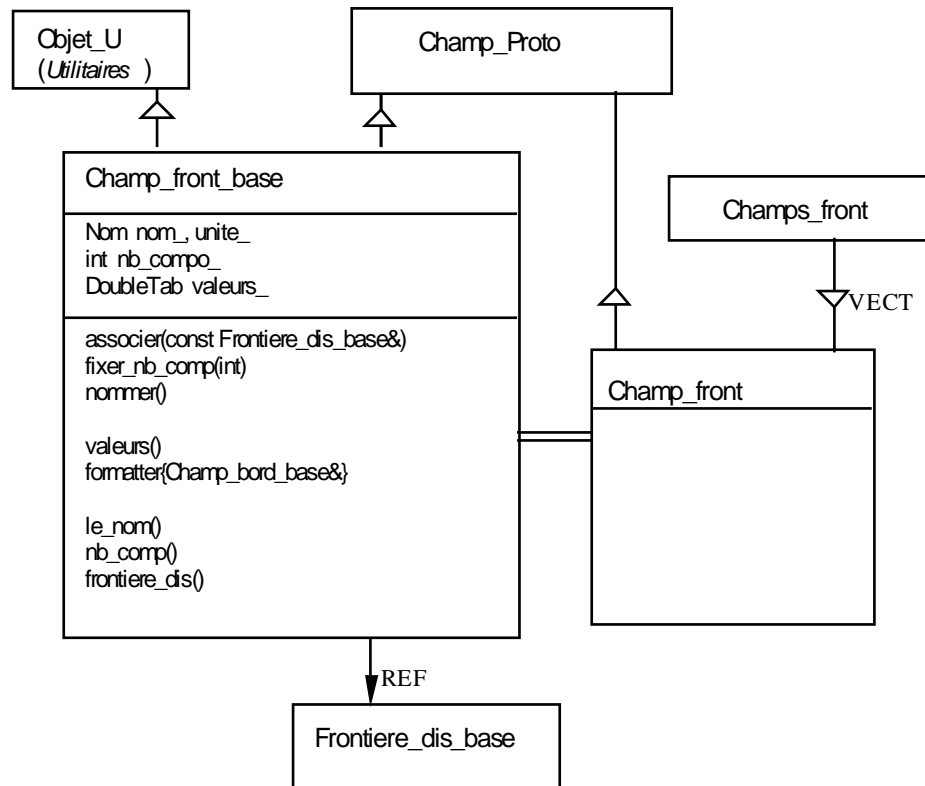 Objet_U
(Utilitaires )
Champ_Proto
Champ_front_base
Nom nom_, unite_
int nb_compo_
DoubleTab valeurs_
associer(const Frontiere_dis_base&)
fixer_nb_comp(int)
nommer()
valeurs()
formatter{Champ_bord_base&}
le_nom()
nb_comp()
frontiere_dis()
Champs_front
VECT
Champ_front
REF
Frontiere_dis_base